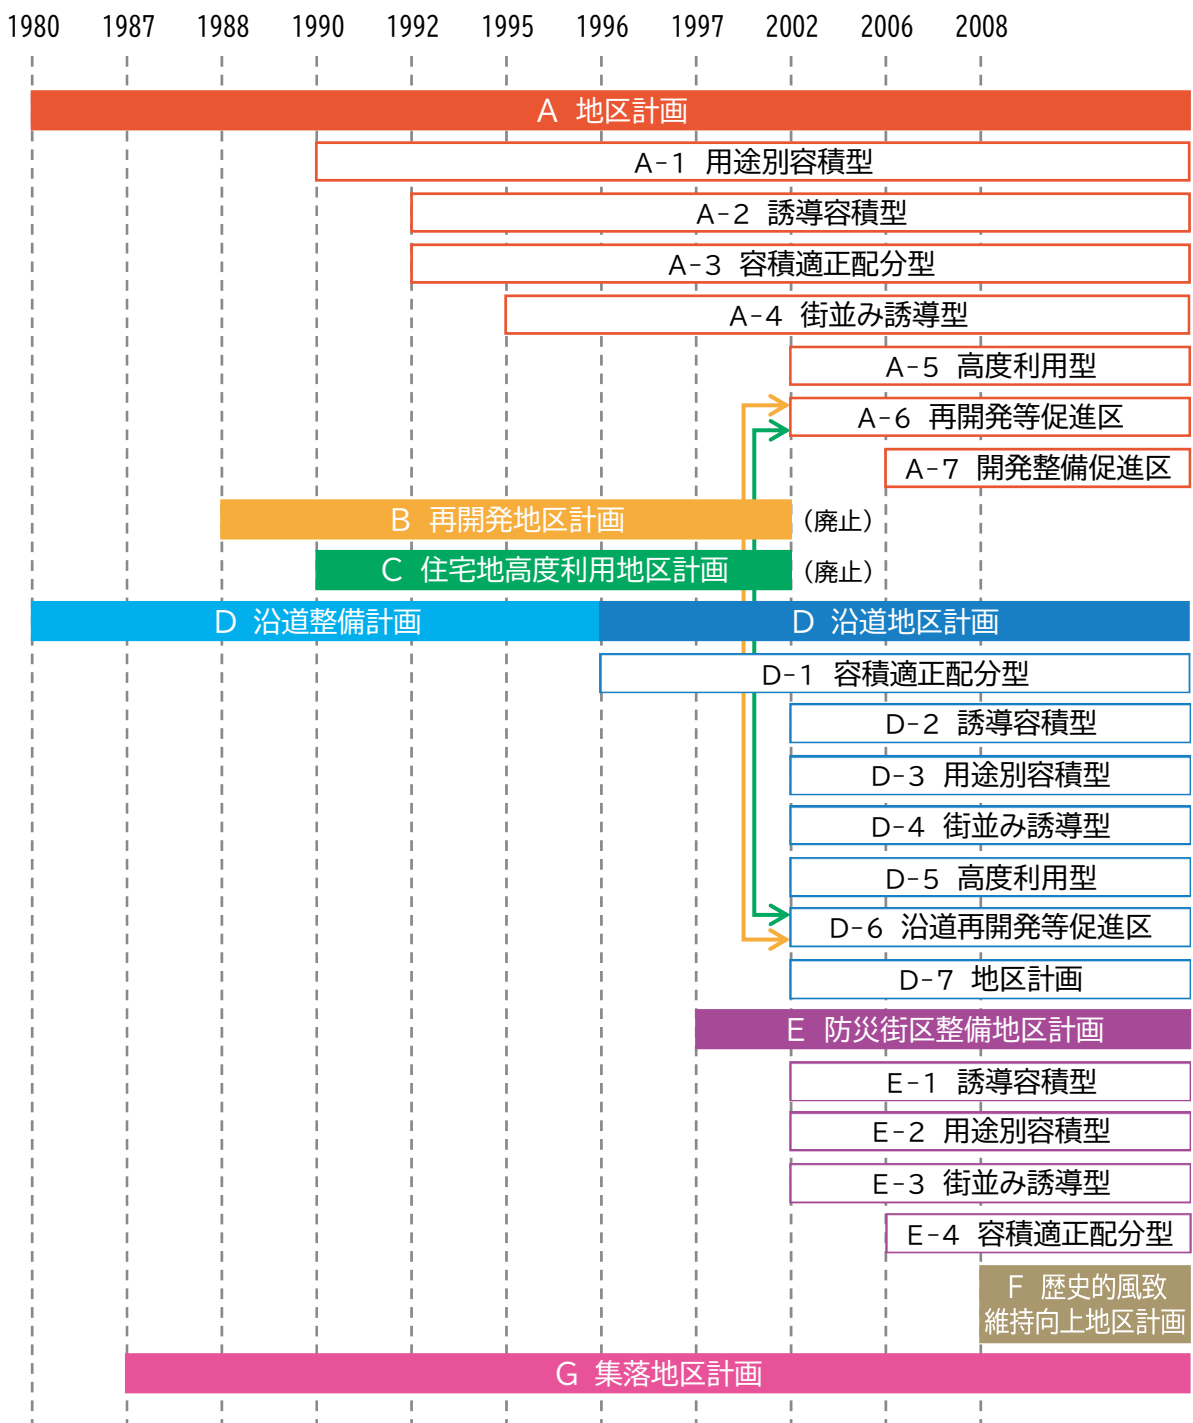 1980 1987 1988 1990 1992 1995 1996 1997 2002 2006 2008
A 地区計画
A-1 用途別容積型
A-2 誘導容積型
A-3 容積適正配分型
A-4 街並み誘導型
A-5 高度利用型
A-6 再開発等促進区
A-7 開発整備促進区
B 再開発地区計画 (廃止)
C 住宅地高度利用地区計画 (廃止)
D 沿道整備計画 D 沿道地区計画
D-1 容積適正配分型
D-2 誘導容積型
D-3 用途別容積型
D-4 街並み誘導型
D-5 高度利用型
D-6 沿道再開発等促進区
D-7 地区計画
E 防災街区整備地区計画
E-1 誘導容積型
E-2 用途別容積型
E-3 街並み誘導型
E-4 容積適正配分型
F 歴史的風致
維持向上地区計画
G 集落地区計画